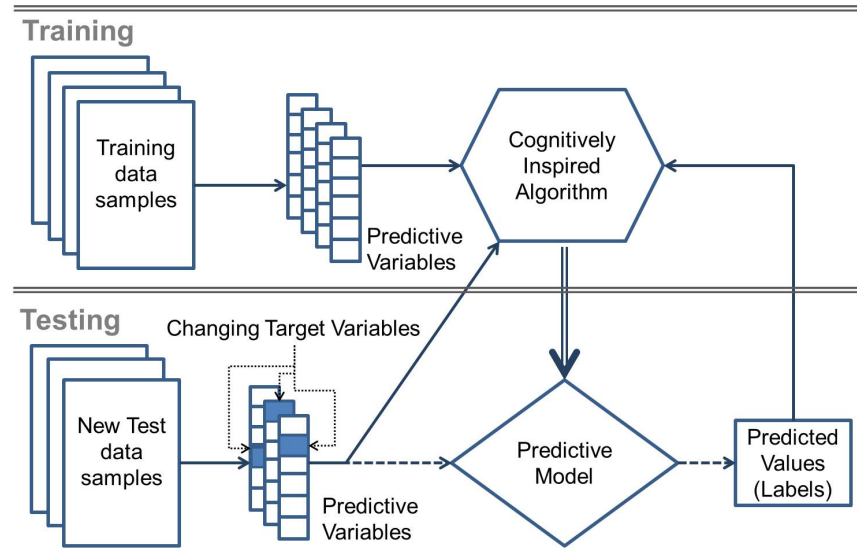 Training
Training
data
samples
Predictive
Variables
Cognitively
Inspired
Algorithm
Testing
Changing Target Variables
New Test
data
samples
Predictive
Variables
Predictive
Model
Predicted
Values
(Labels)